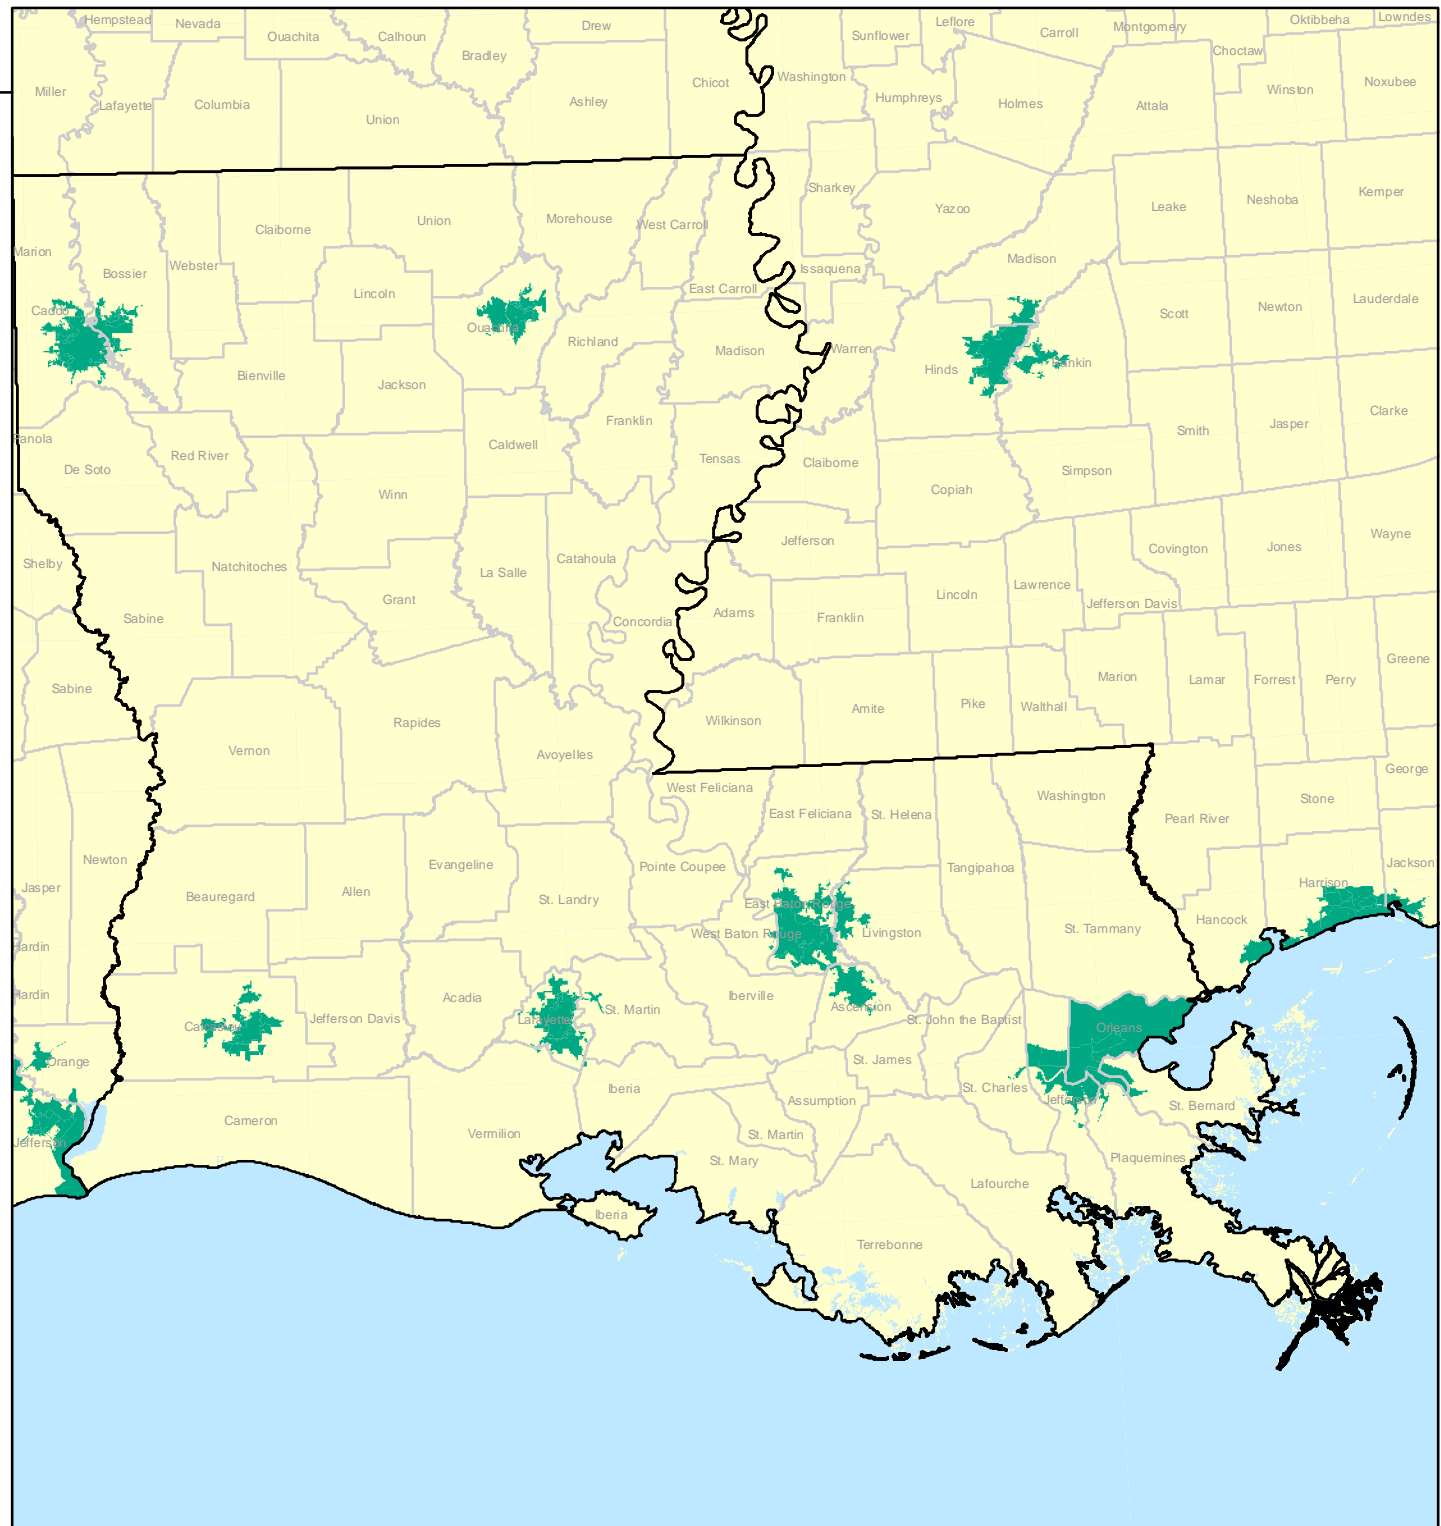 Hempstead
Nevada
Ouachita
Calhoun
Bradley
Drew
Sunflower
Leflore
Carroll
Montgomery
Choctaw
Oktibbeha
Lowndes
Miller
Lafayette
Columbia
Union
Ashley
Chicot
Washington
Humphreys
Holmes
Attala
Winston
Noxubee
Marion
Bossier
Webster
Claiborne
Union
Morehouse
West Carroll
Sharkey
Yazoo
Leake
Neshoba
Kemper
Caddo
Lincoln
Ouachita
Richland
East Carroll
Issaquena
Madison
Madison
Warren
Hinds
Rankin
Scott
Newton
Lauderdale
Bienville
Jackson
Panola
De Soto
Red River
Winn
Caldwell
Franklin
Tensas
Claiborne
Copiah
Simpson
Smith
Jasper
Clarke
Shelby
Natchitoches
Sabine
Grant
La Salle
Catahoula
Concordia
Jefferson
Adams
Franklin
Lincoln
Lawrence
Jefferson Davis
Covington
Jones
Wayne
Sabine
Vernon
Rapides
Avoyelles
Wilkinson
Amite
Pike
Walthall
Marion
Lamar
Forrest
Perry
Greene
West Feliciana
East Feliciana
St. Helena
Washington
Pearl River
Stone
George
Newton
Jasper
Beauregard
Allen
Evangeline
St. Landry
Pointe Coupee
East Baton Rouge
West Baton Rouge
Livingston
Tangipahoa
St. Tammany
Hancock
Harrison
Jackson
Hardin
Hardin
Calcasieu
Jefferson Davis
Acadia
Lafayette
St. Martin
Iberville
Ascension
St. John the Baptist
Orleans
Orange
Jefferson
Cameron
Vermilion
Iberia
St. Martin
St. Mary
Assumption
St. James
St. Charles
Jefferson
St. Bernard
Plaquemines
Lafourche
Iberia
Terrebonne